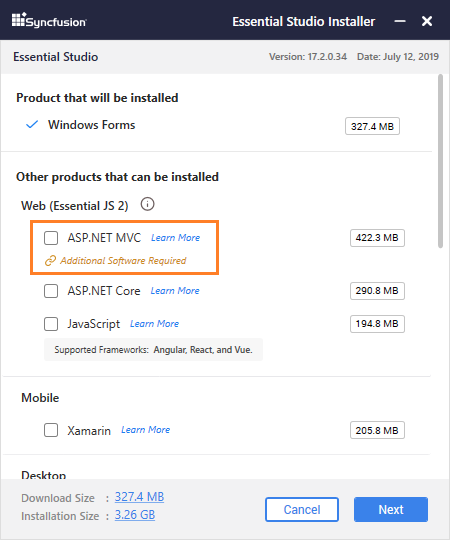 Syncfusion® Essential Studio Installer
Essential Studio Version: 17.2.0.34 Date: July 12, 2019
Product that will be installed
Windows Forms 327.4 MB
Other products that can be installed
Web (Essential JS 2)
ASP.NET MVC Learn More 422.3 MB
Additional Software Required
ASP.NET Core Learn More 290.8 MB
JavaScript Learn More 194.8 MB
Supported Frameworks: Angular, React, and Vue.
Mobile
Xamarin Learn More 205.8 MB
Desktop
Download Size : 327.4 MB
Installation Size : 3.26 GB
Cancel Next